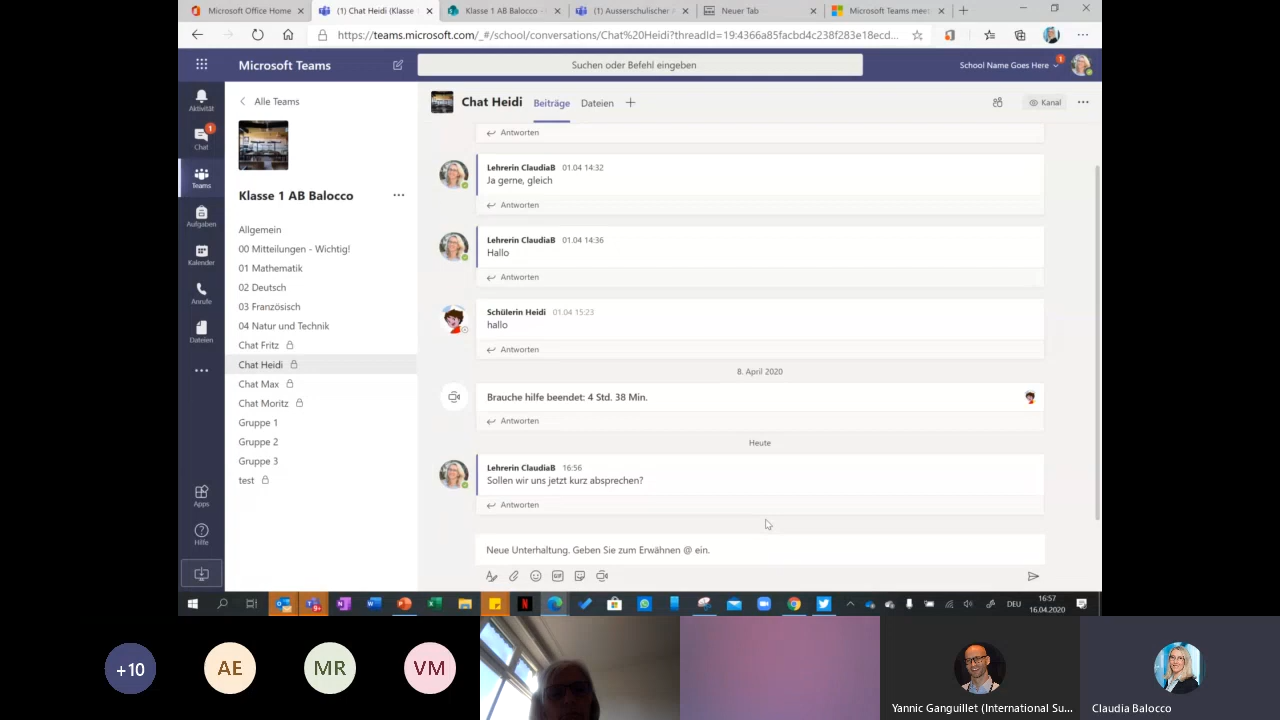 Microsoft Office Home
(1) Chat Heidi (Klasse
Klasse 1 AB Balocco -
(1) Ausserschulischer
Neuer Tab
Microsoft Teams meet
https://teams.microsoft.com/_#/school/conversations/Chat%20Heidi?threadId=19:4366a85facbd4c238f283e18ecd...
Microsoft Teams
Suchen oder Befehl eingeben
School Name Goes Here
1
Aktivität
Chat
1
Teams
Aufgaben
Kalender
Anrufe
Dateien
Apps
Hilfe
Alle Teams
Klasse 1 AB Balocco
Allgemein
00 Mitteilungen - Wichtig!
01 Mathematik
02 Deutsch
03 Französisch
04 Natur und Technik
Chat Fritz
Chat Heidi
Chat Max
Chat Moritz
Gruppe 1
Gruppe 2
Gruppe 3
test
Chat Heidi
Beiträge
Dateien
Kanal
Antworten
Lehrerin ClaudiaB 01.04 14:32
Ja gerne, gleich
Antworten
Lehrerin ClaudiaB 01.04 14:36
Hallo
Antworten
Schülerin Heidi 01.04 15:23
hallo
Antworten
8. April 2020
Brauche hilfe beendet: 4 Std. 38 Min.
Antworten
Heute
Lehrerin ClaudiaB 16:56
Sollen wir uns jetzt kurz absprechen?
Antworten
Neue Unterhaltung. Geben Sie zum Erwähnen @ ein.
GIF
DEU
16:57
16.04.2020
+10
AE
MR
VM
Yannic Ganguillet (International Su...
Claudia Balocco